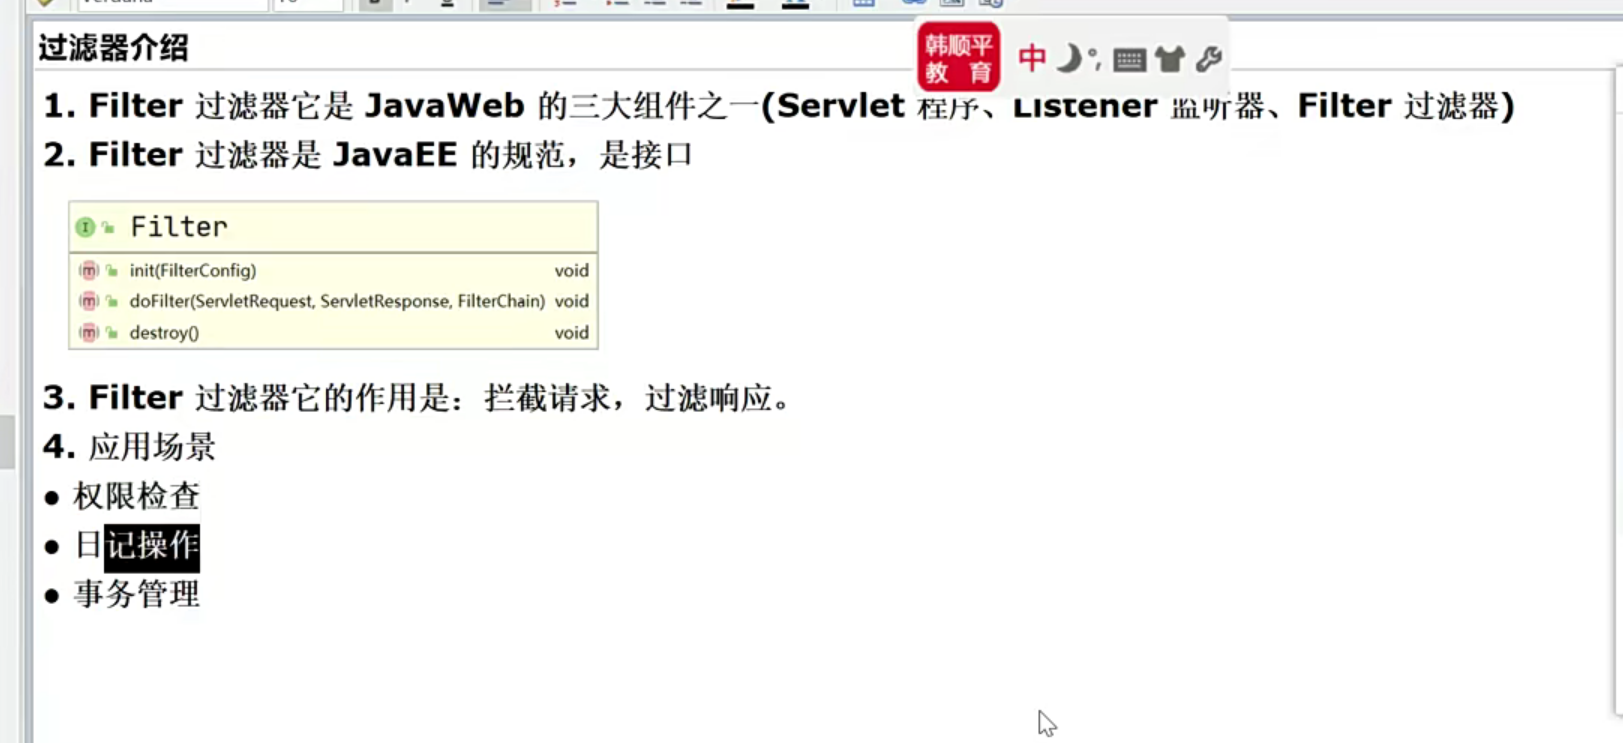 过滤器介绍
韩顺平
教 育
中
1. Filter 过滤器它是 JavaWeb 的三大组件之一(Servlet 程序、Listener 监听器、Filter 过滤器)
2. Filter 过滤器是 JavaEE 的规范，是接口
Filter
init(FilterConfig) void
doFilter(ServletRequest, ServletResponse, FilterChain) void
destroy() void
3. Filter 过滤器它的作用是：拦截请求，过滤响应。
4. 应用场景
● 权限检查
● 日记操作
● 事务管理